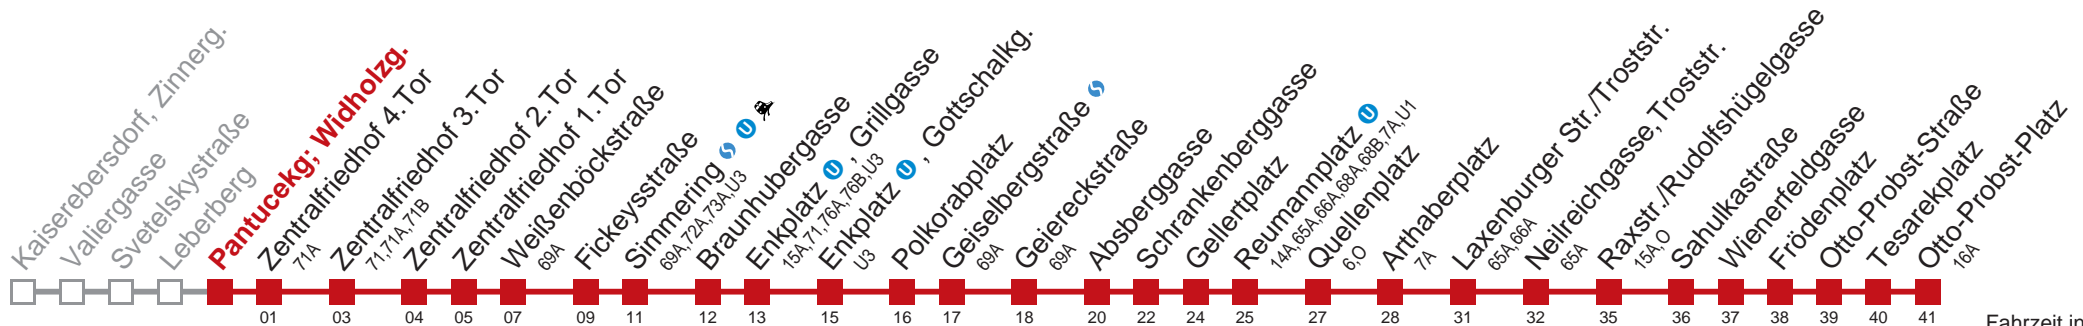 Kaiserebersdorf, Zinnerg.
Valiergasse
Svetelskystraße
Leberberg
Pantucekg; Widholzg.
Zentralfriedhof 4. Tor
71A
Zentralfriedhof 3. Tor
71,71A,71B
Zentralfriedhof 2. Tor
Zentralfriedhof 1. Tor
Weißenböckstraße
69A
Fickeysstraße
Simmering S U
69A,72A,73A,U3
Braunhubergasse
Enkplatz U , Grillgasse
15A,71,76A,76B,U3
Enkplatz U , Gottschalkg.
U3
Polkorabplatz
Geiselbergstraße S
69A
Geiereckstraße
69A
Absberggasse
Schrankenberggasse
Gellertplatz
Reumannplatz U
14A,65A,66A,68A,68B,7A,U1
Quellenplatz
6,O
Arthaberplatz
7A
Laxenburger Str./Troststr.
65A,66A
Neilreichgasse, Troststr.
65A
Raxstr./Rudolfshügelgasse
15A,O
Sahulkastraße
Wienerfeldgasse
Frödenplatz
Otto-Probst-Straße
Tesarekplatz
Otto-Probst-Platz
16A
01 03 04 05 07 09 11 12 13 15 16 17 18 20 22 24 25 27 28 31 32 35 36 37 38 39 40 41
Fahrzeit in